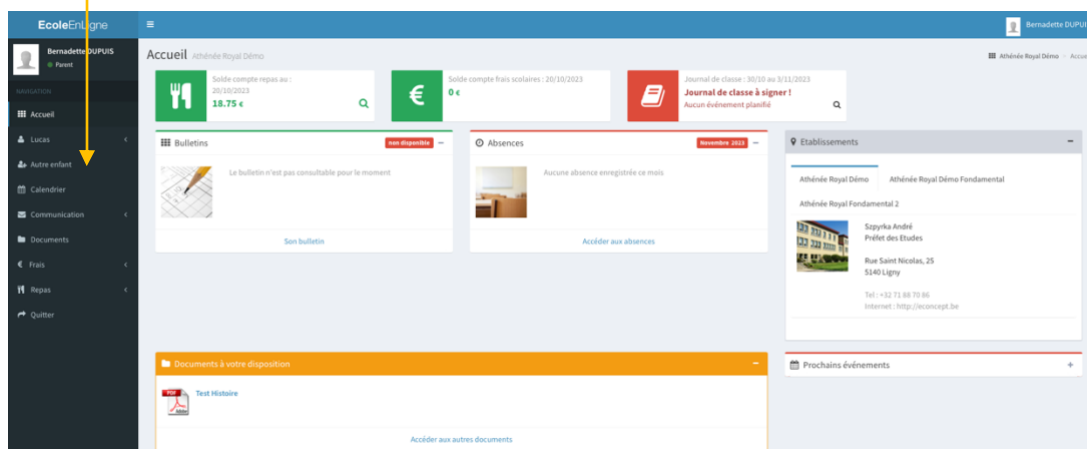 EcoleEnLigne
Bernadette DUPUIS
Bernadette DUPUIS
Parent
NAVIGATION
Accueil
Lucas
Autre enfant
Calendrier
Communication
Documents
€ Frais
Repas
Quitter
Accueil Athénée Royal Démo
Athénée Royal Démo > Accue
Solde compte repas au :
20/10/2023
18.75 €
€
Solde compte frais scolaires : 20/10/2023
0 €
Journal de classe : 30/10 au 3/11/2023
Journal de classe à signer !
Aucun événement planifié
Bulletins
non disponible
Le bulletin n'est pas consultable pour le moment
Son bulletin
Absences
Novembre 2023
Aucune absence enregistrée ce mois
Accéder aux absences
Etablissements
Athénée Royal Démo
Athénée Royal Démo Fondamental
Athénée Royal Fondamental 2
Szpyrka André
Préfet des Etudes
Rue Saint Nicolas, 25
5140 Ligny
Tel : +32 71 88 70 86
Internet : http://econcept.be
Documents à votre disposition
PDF
Adobe
Test Histoire
Accéder aux autres documents
Prochains événements